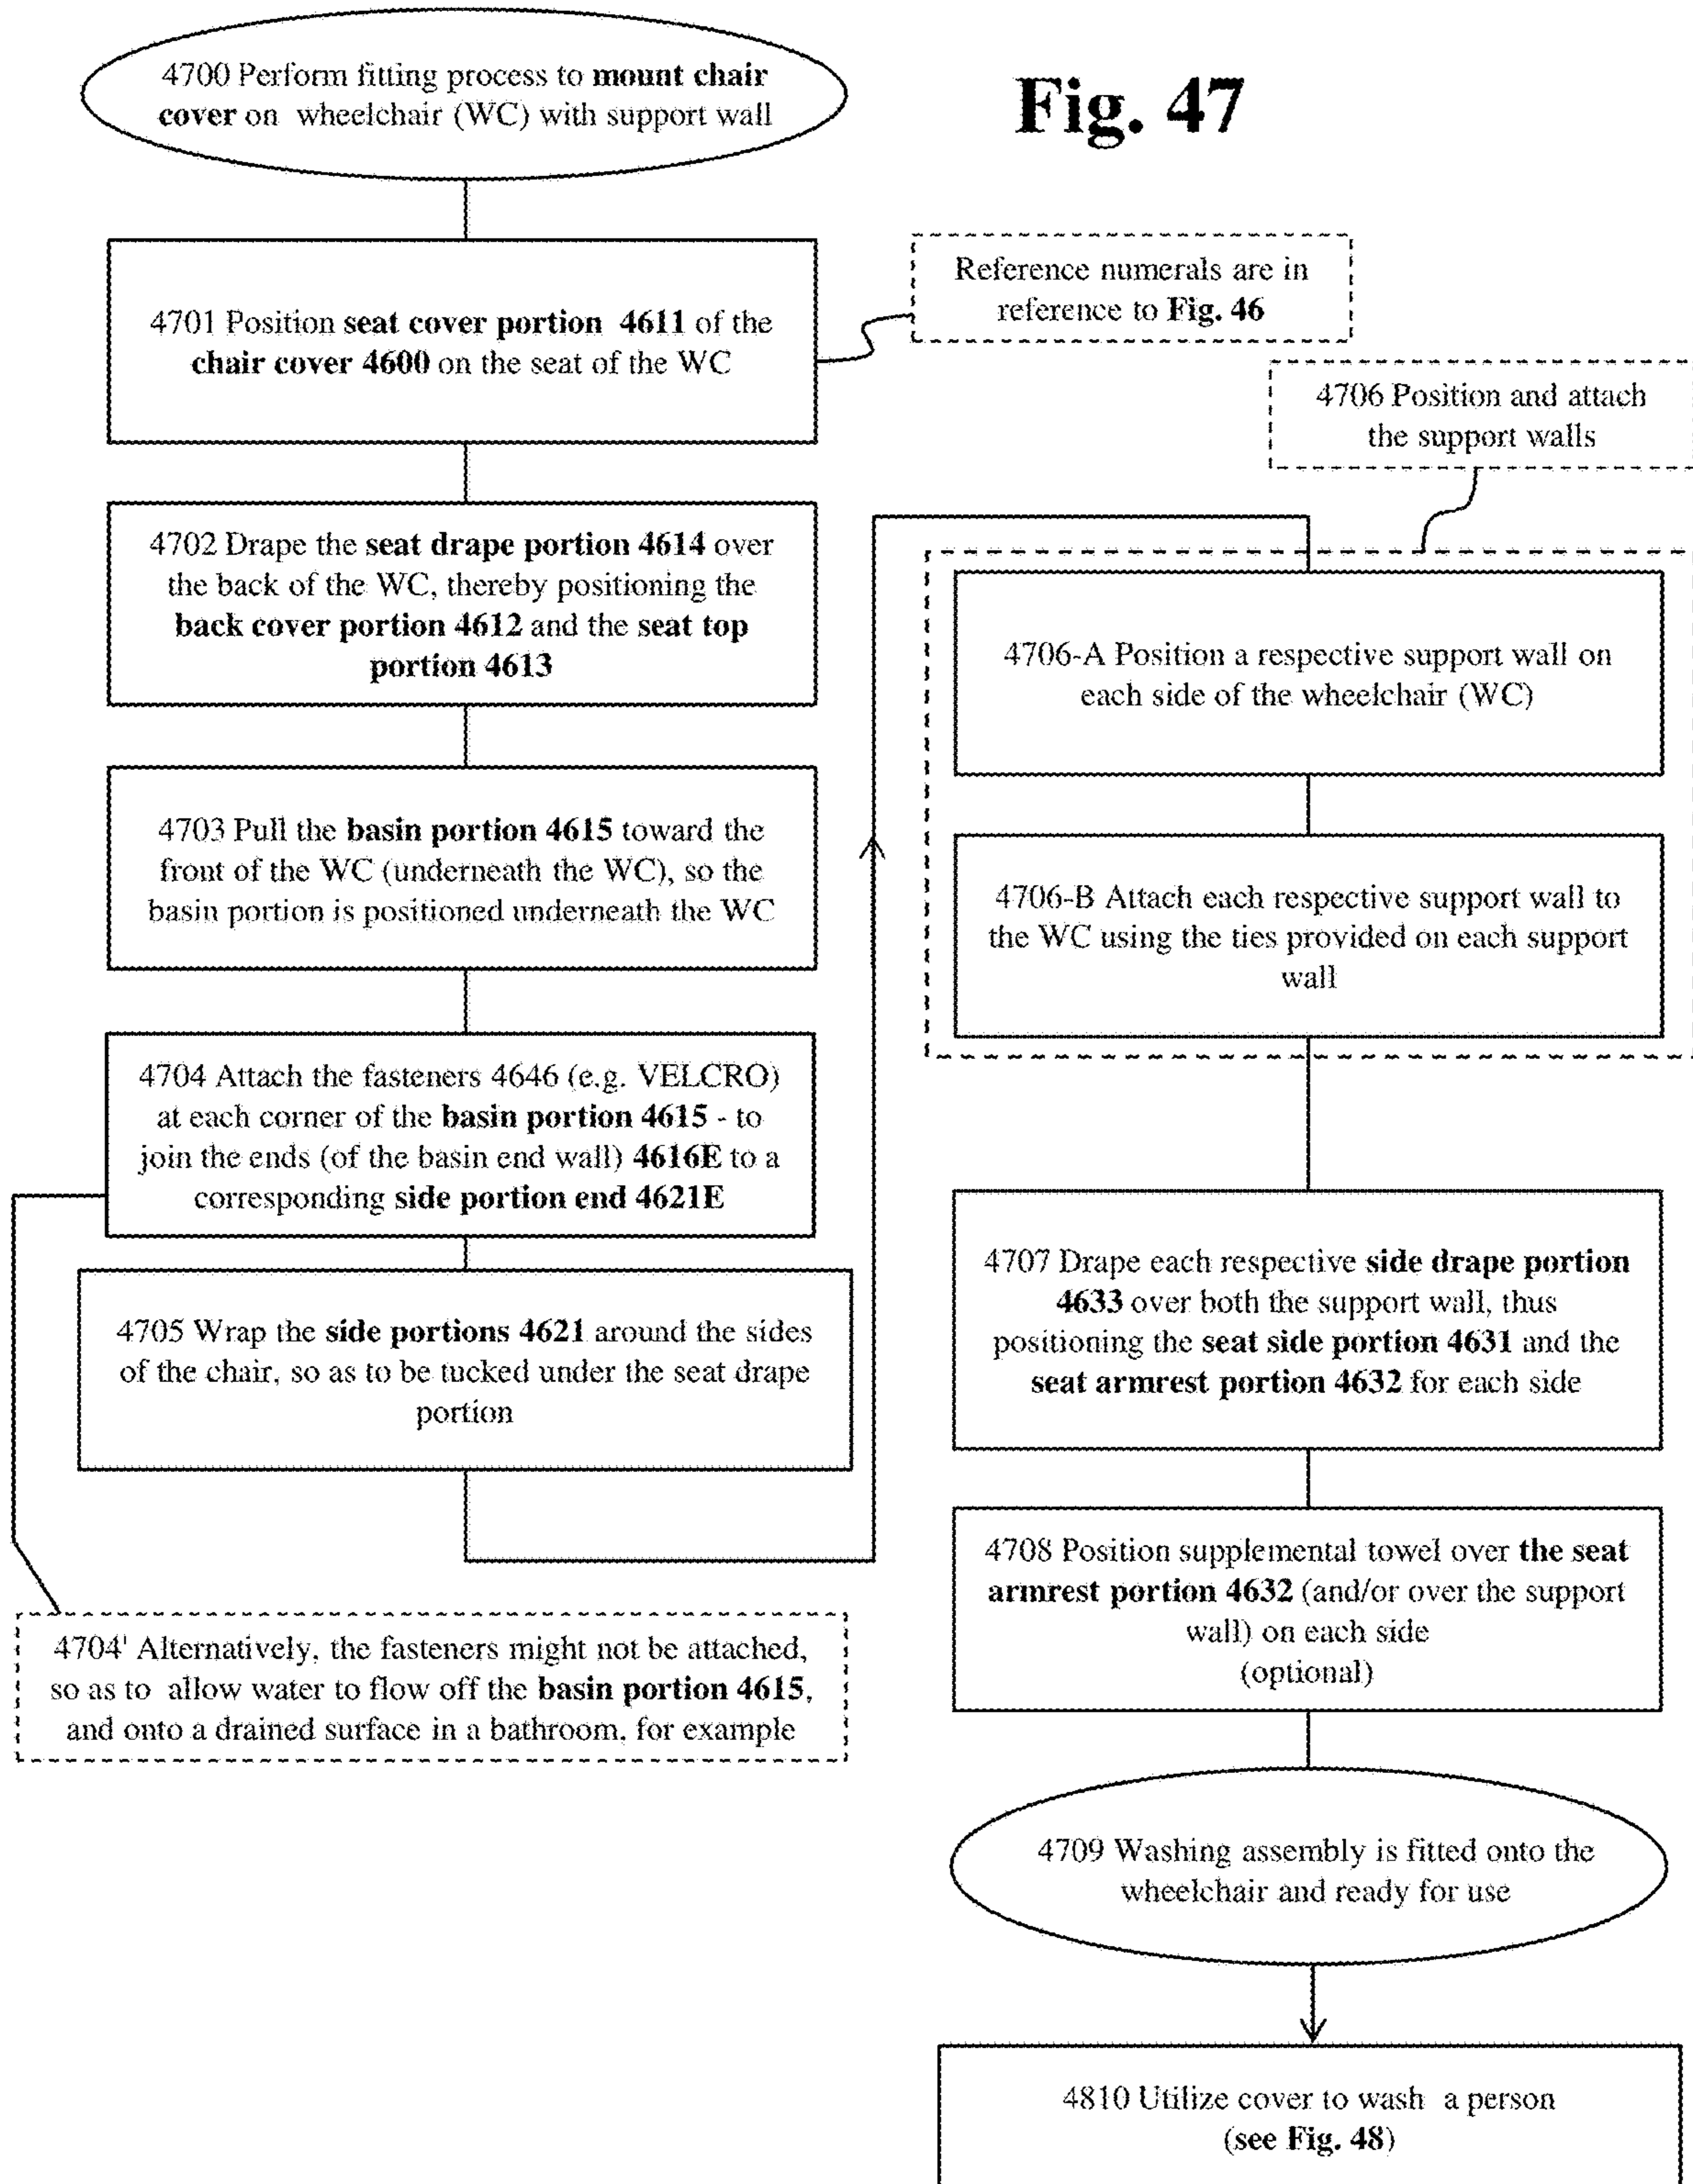 4700 Perform fitting process to mount chair
cover on wheelchair (WC) with support wall
Fig. 47
4701 Position seat cover portion 4611 of the
chair cover 4600 on the seat of the WC
Reference numerals are in
reference to Fig. 46
4702 Drape the seat drape portion 4614 over
the back of the WC, thereby positioning the
back cover portion 4612 and the seat top
portion 4613
4703 Pull the basin portion 4615 toward the
front of the WC (underneath the WC), so the
basin portion is positioned underneath the WC
4704 Attach the fasteners 4646 (e.g. VELCRO)
at each corner of the basin portion 4615 - to
join the ends (of the basin end wall) 4616E to a
corresponding side portion end 4621E
4705 Wrap the side portions 4621 around the sides
of the chair, so as to be tucked under the seat drape
portion
4704' Alternatively, the fasteners might not be attached,
so as to allow water to flow off the basin portion 4615,
and onto a drained surface in a bathroom, for example
4706 Position and attach
the support walls
4706-A Position a respective support wall on
each side of the wheelchair (WC)
4706-B Attach each respective support wall to
the WC using the ties provided on each support
wall
4707 Drape each respective side drape portion
4633 over both the support wall, thus
positioning the seat side portion 4631 and the
seat armrest portion 4632 for each side
4708 Position supplemental towel over the seat
armrest portion 4632 (and/or over the support
wall) on each side
(optional)
4709 Washing assembly is fitted onto the
wheelchair and ready for use
4810 Utilize cover to wash a person
(see Fig. 48)